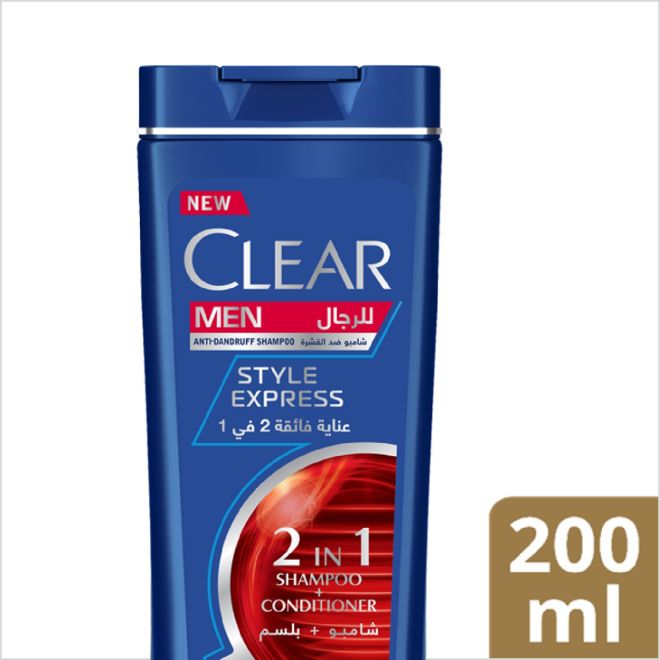 NEW
CLEAR
MEN للرجال
ANTI-DANDRUFF SHAMPOO شامبو ضد القشرة
STYLE
EXPRESS
عناية فائقة 2 في 1
2 IN 1
SHAMPOO
+
CONDITIONER
شامبو + بلسم
200
ml